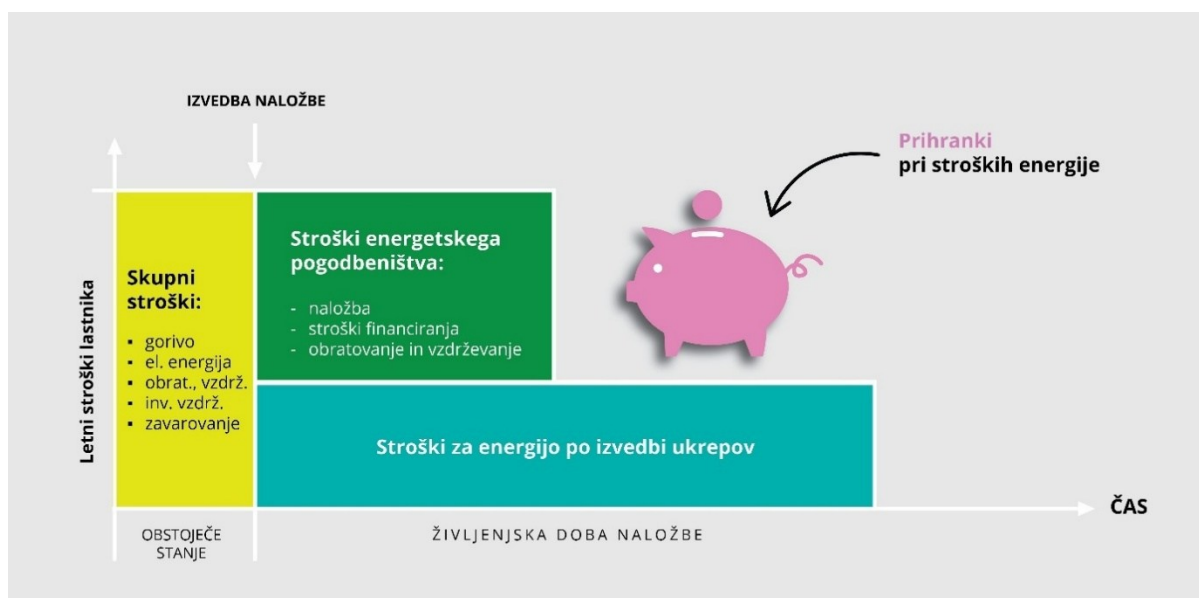 IZVEDBA NALOŽBE
Prihranki
pri stroških energije
Letni stroški lastnika
Skupni
stroški:
▪ gorivo
▪ el. energija
▪ obrat., vzdrž.
▪ inv. vzdrž.
▪ zavarovanje
Stroški energetskega
pogodbeništva:
- naložba
- stroški financiranja
- obratovanje in vzdrževanje
Stroški za energijo po izvedbi ukrepov
ČAS
OBSTOJEČE
STANJE
ŽIVLJENJSKA DOBA NALOŽBE